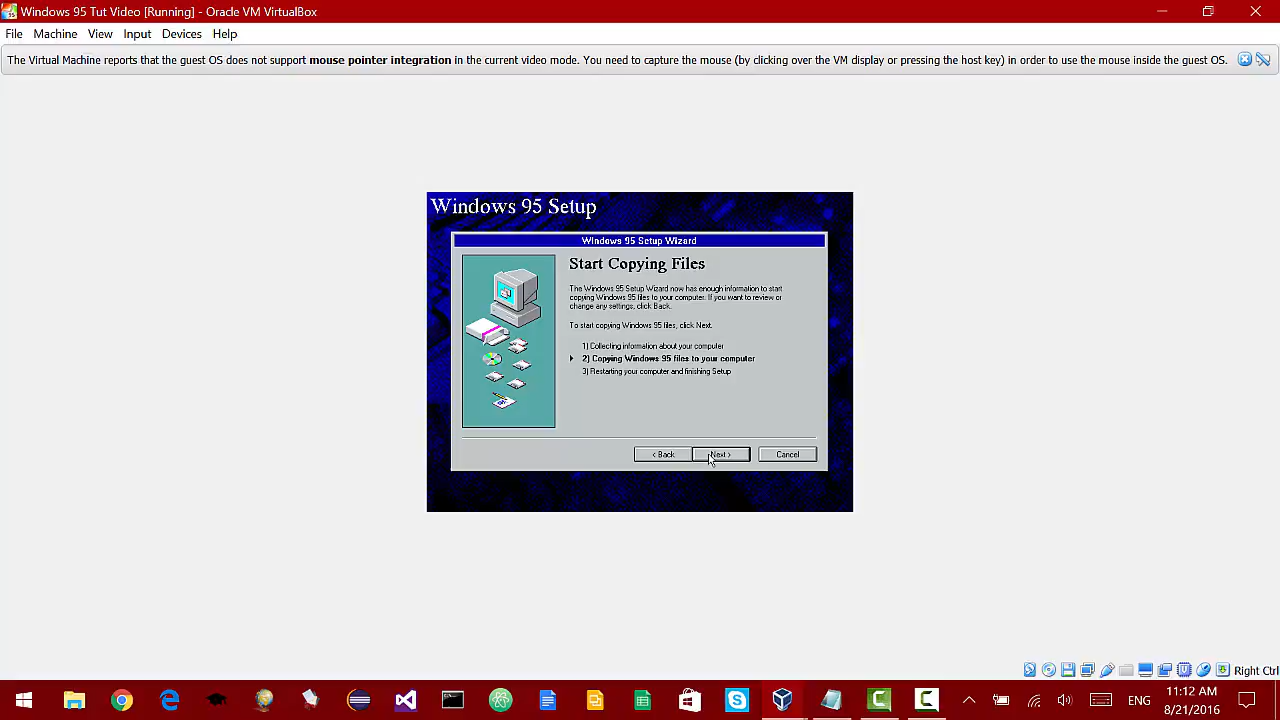 Windows 95 Tut Video [Running] - Oracle VM VirtualBox
File Machine View Input Devices Help
The Virtual Machine reports that the guest OS does not support mouse pointer integration in the current video mode. You need to capture the mouse (by clicking over the VM display or pressing the host key) in order to use the mouse inside the guest OS.
Windows 95 Setup
Windows 95 Setup Wizard
Start Copying Files
The Windows 95 Setup Wizard now has enough information to start
copying Windows 95 files to your computer. If you want to review or
change any settings, click Back.
To start copying Windows 95 files, click Next.
1) Collecting information about your computer
2) Copying Windows 95 files to your computer
3) Restarting your computer and finishing Setup
< Back Next > Cancel
Right Ctrl
ENG
11:12 AM
8/21/2016